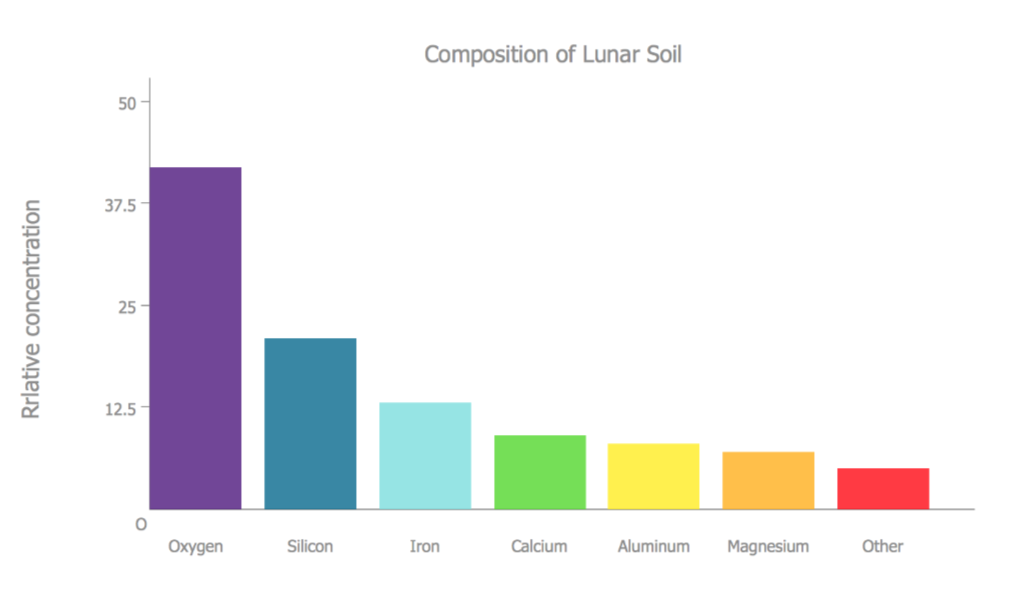 Composition of Lunar Soil
Rrlative concentration
50
37.5
25
12.5
O
Oxygen Silicon Iron Calcium Aluminum Magnesium Other